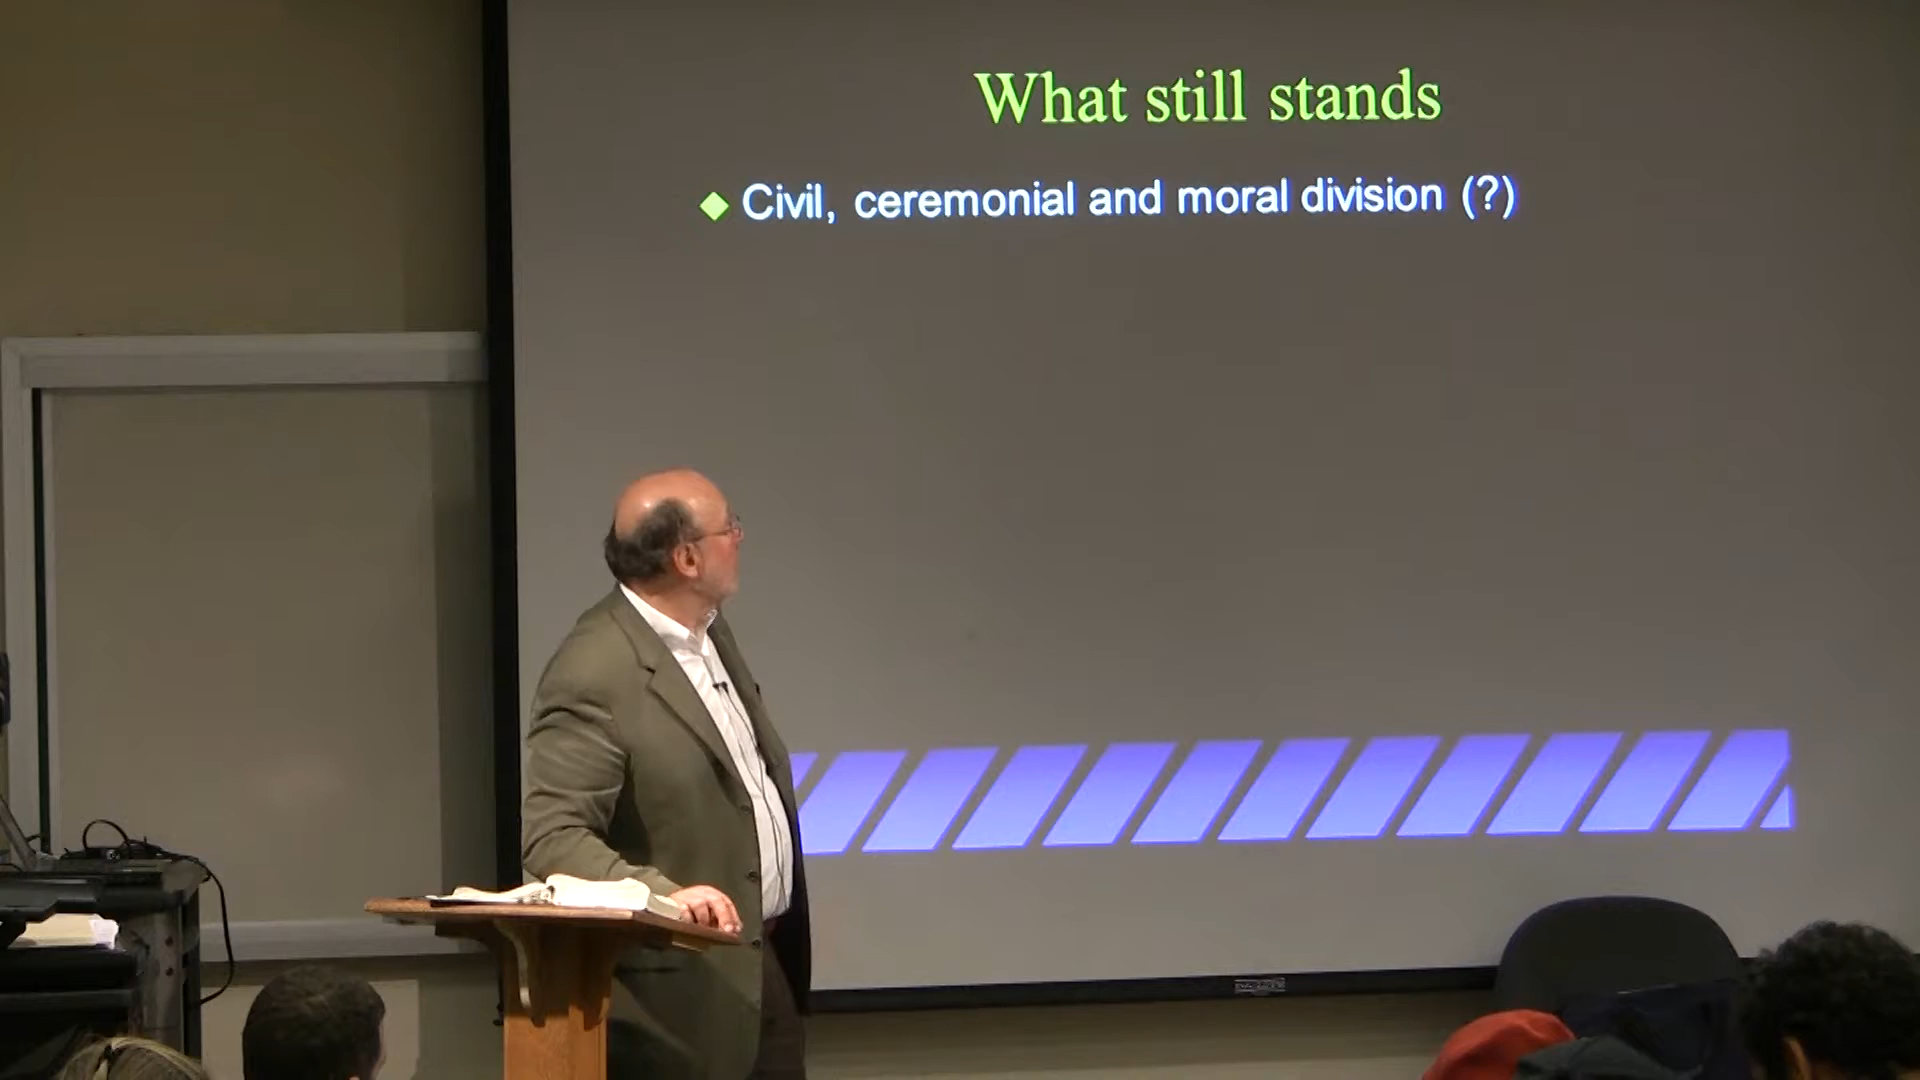 What still stands
Civil, ceremonial and moral division (?)